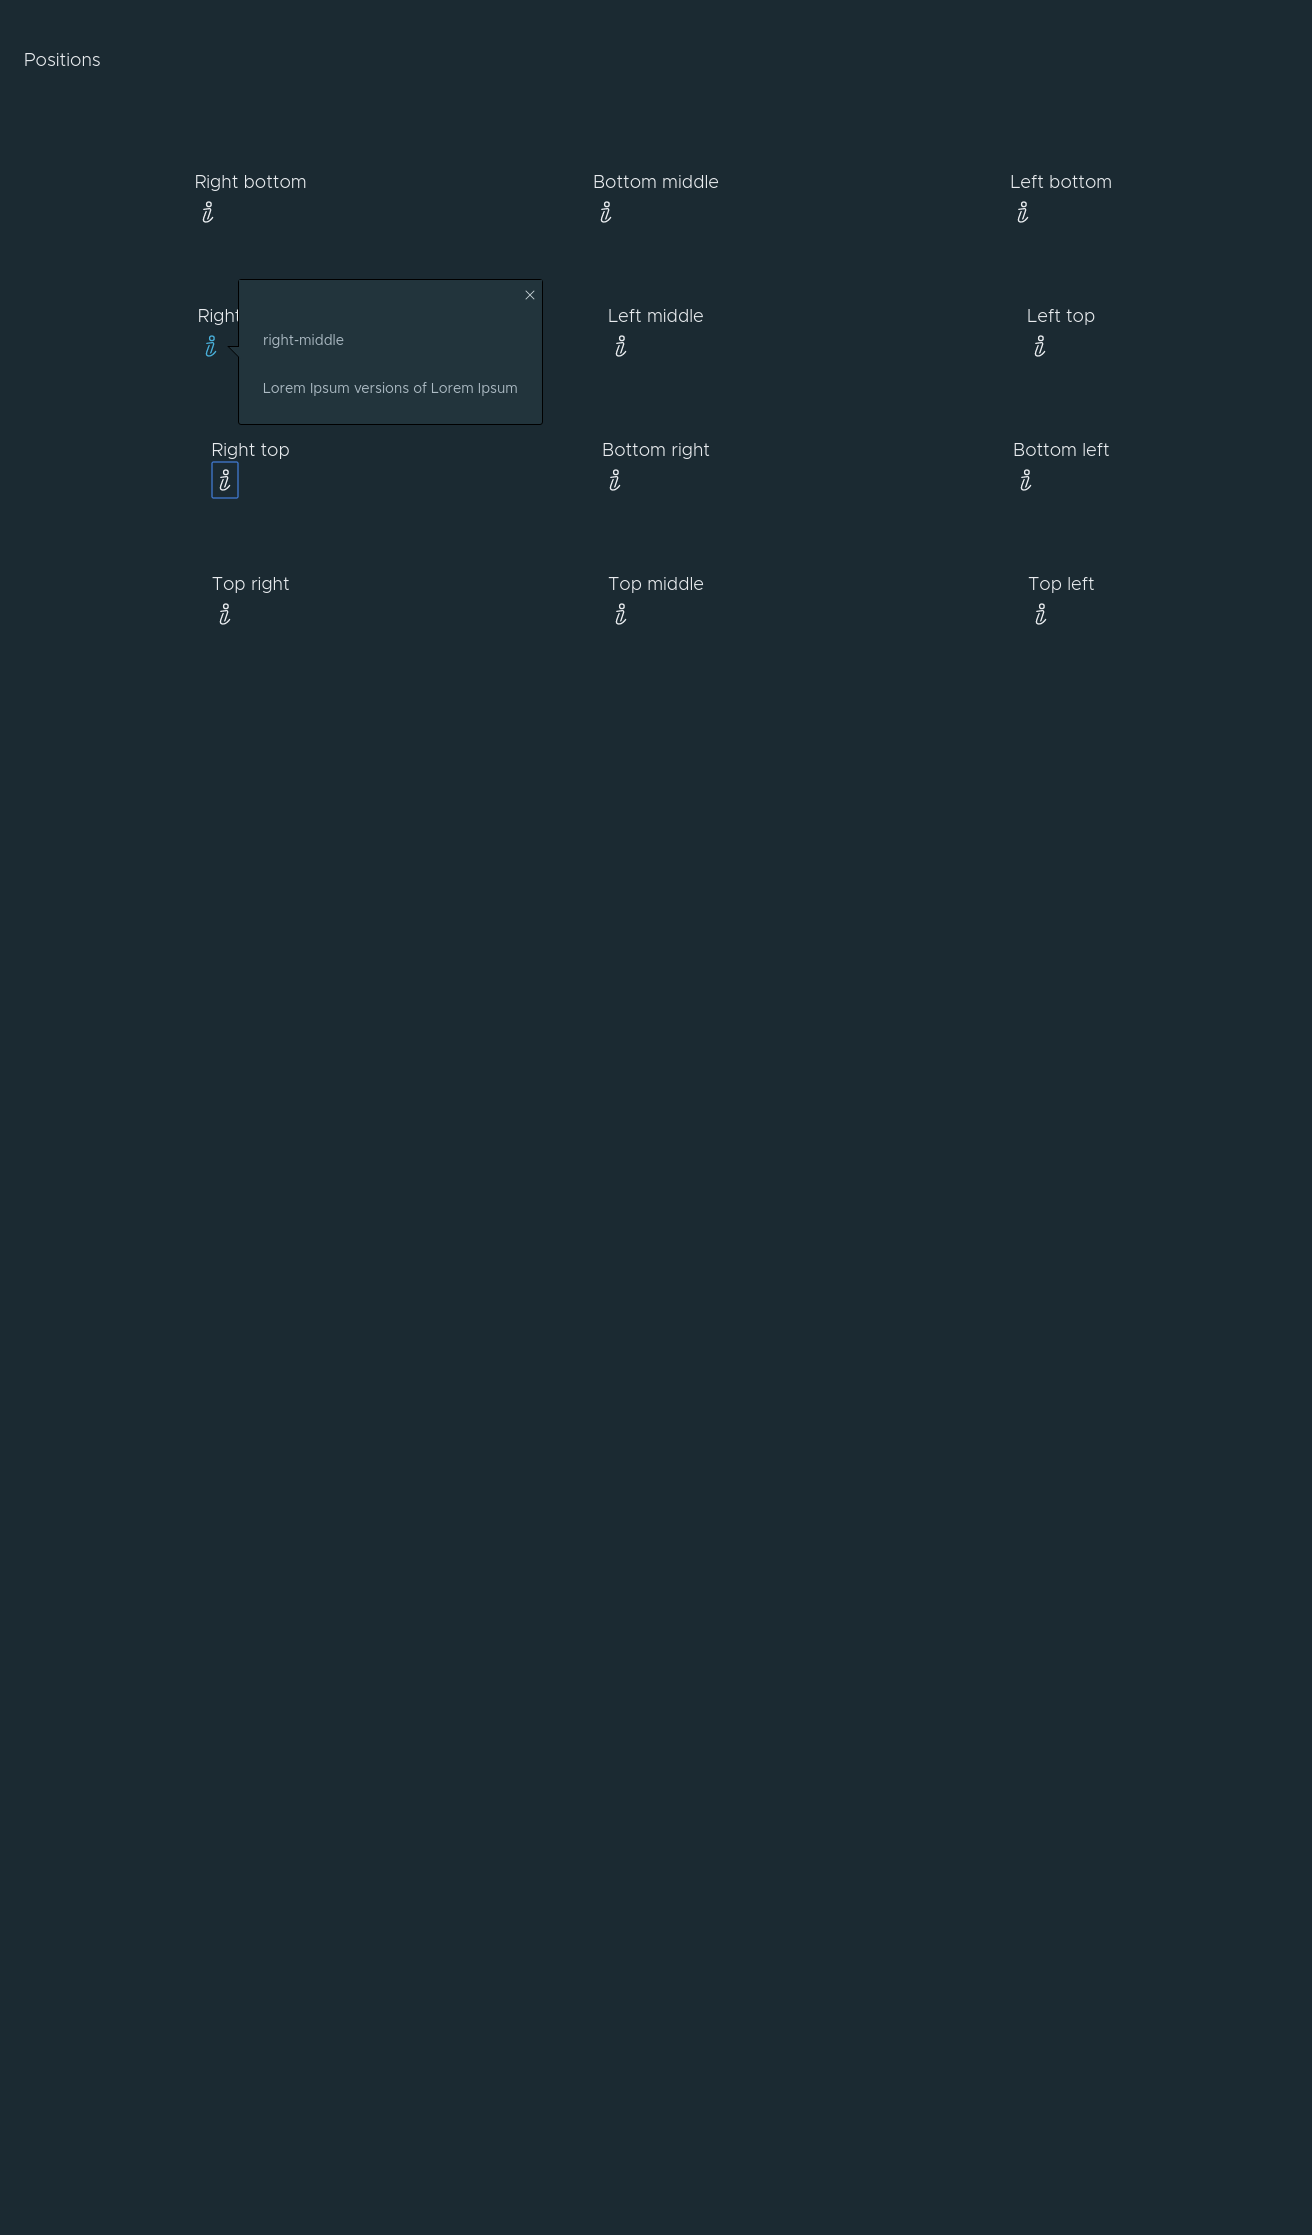 Positions
Right bottom
Bottom middle
Left bottom
Right
Left middle
Left top
right-middle
Lorem Ipsum versions of Lorem Ipsum
Right top
Bottom right
Bottom left
Top right
Top middle
Top left